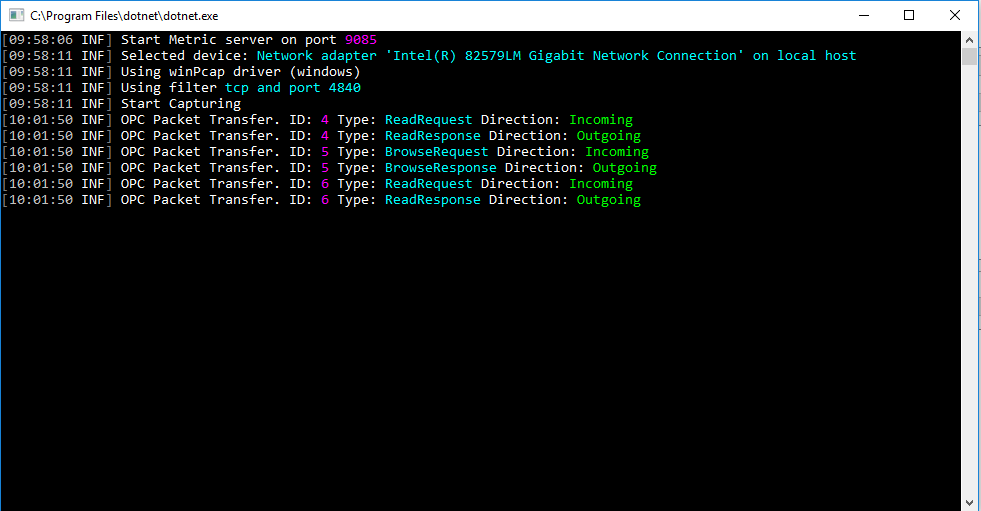 C:\Program Files\dotnet\dotnet.exe
[09:58:06 INF] Start Metric server on port 9085
[09:58:11 INF] Selected device: Network adapter 'Intel(R) 82579LM Gigabit Network Connection' on local host
[09:58:11 INF] Using winPcap driver (windows)
[09:58:11 INF] Using filter tcp and port 4840
[09:58:11 INF] Start Capturing
[10:01:50 INF] OPC Packet Transfer. ID: 4 Type: ReadRequest Direction: Incoming
[10:01:50 INF] OPC Packet Transfer. ID: 4 Type: ReadResponse Direction: Outgoing
[10:01:50 INF] OPC Packet Transfer. ID: 5 Type: BrowseRequest Direction: Incoming
[10:01:50 INF] OPC Packet Transfer. ID: 5 Type: BrowseResponse Direction: Outgoing
[10:01:50 INF] OPC Packet Transfer. ID: 6 Type: ReadRequest Direction: Incoming
[10:01:50 INF] OPC Packet Transfer. ID: 6 Type: ReadResponse Direction: Outgoing